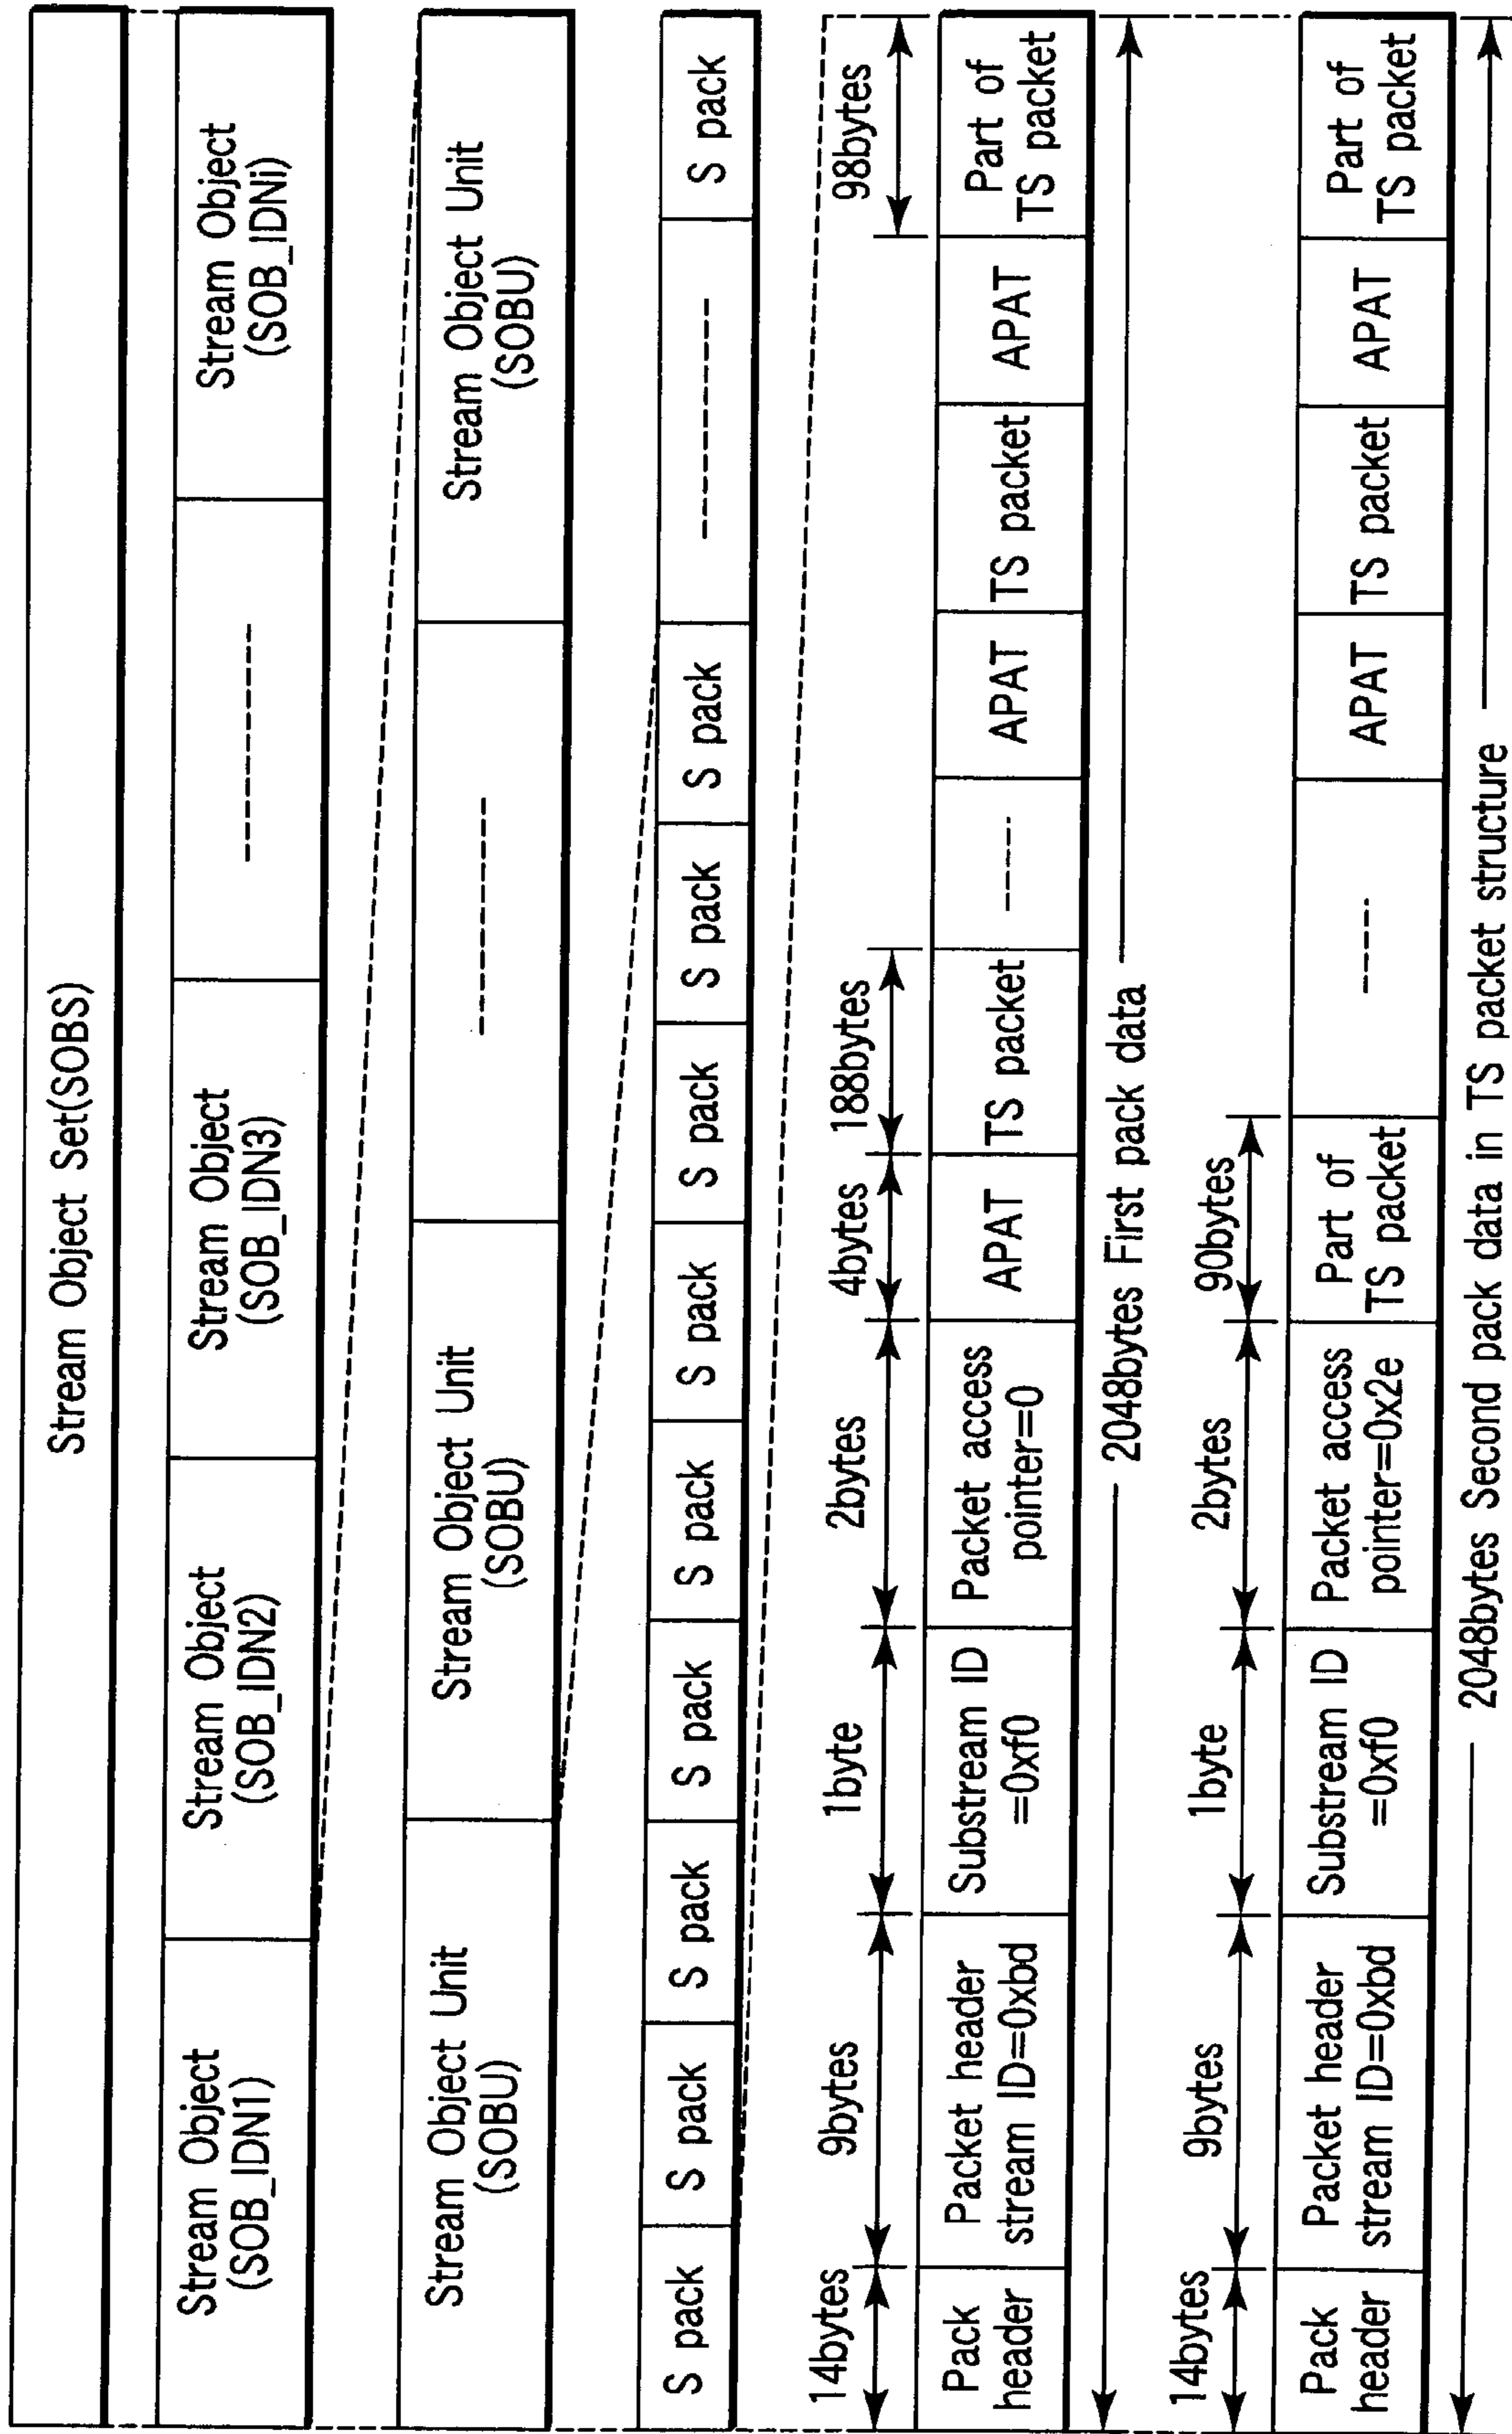 Stream Object Set(SOBS)
Stream Object
(SOB_IDN1)
Stream Object
(SOB_IDN2)
Stream Object
(SOB_IDN3)
-----------
Stream Object
(SOB_IDNi)
Stream Object Unit
(SOBU)
Stream Object Unit
(SOBU)
-----------
Stream Object Unit
(SOBU)
S pack
S pack
S pack
S pack
S pack
S pack
S pack
S pack
S pack
-----------
S pack
14bytes
9bytes
1byte
2bytes
4bytes
188bytes
98bytes
Pack
header
Packet header
stream ID=0xbd
Substream ID
=0xf0
Packet access
pointer=0
APAT
TS packet
-----
APAT
TS packet
APAT
Part of
TS packet
2048bytes First pack data
14bytes
9bytes
1byte
2bytes
90bytes
Pack
header
Packet header
stream ID=0xbd
Substream ID
=0xf0
Packet access
pointer=0x2e
Part of
TS packet
-----
APAT
TS packet
APAT
Part of
TS packet
2048bytes Second pack data in TS packet structure